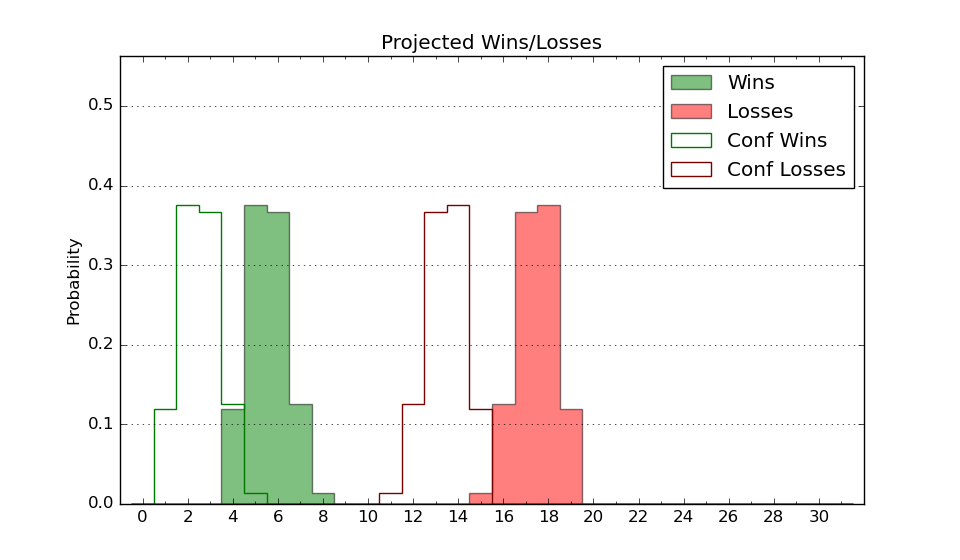 Projected Wins/Losses
Wins
Losses
Conf Wins
Conf Losses
Probability
0.5
0.4
0.3
0.2
0.1
0.0
0 2 4 6 8 10 12 14 16 18 20 22 24 26 28 30